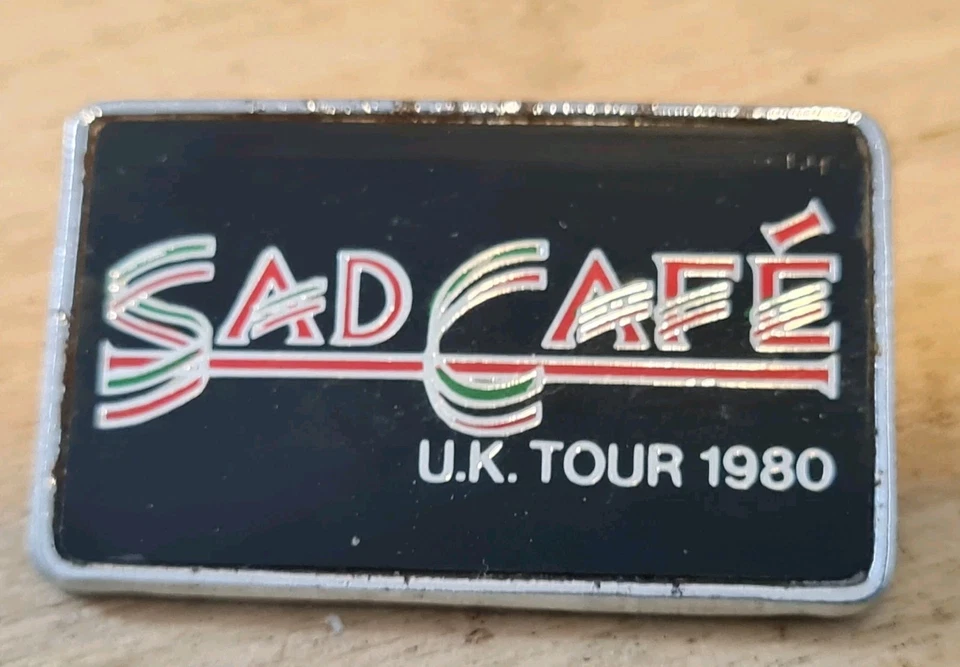 SAD CAFÉ
U.K. TOUR 1980